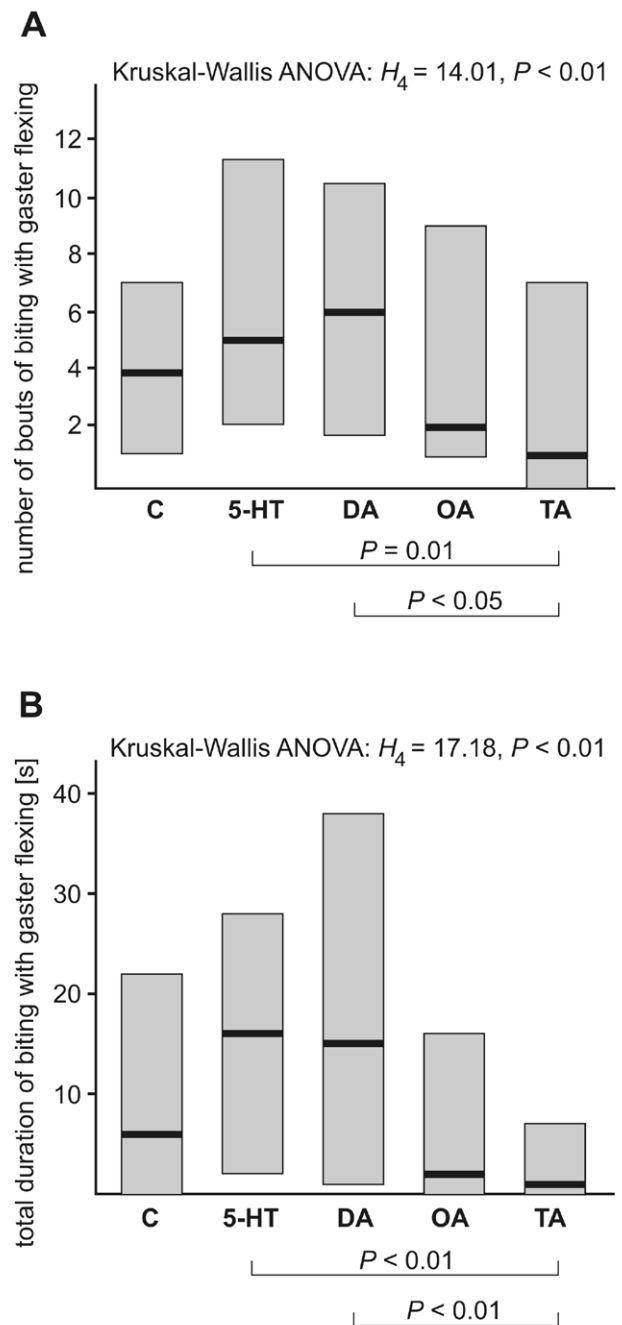 A
Kruskal-Wallis ANOVA: H4 = 14.01, P < 0.01
number of bouts of biting with gaster flexing
12
10
8
6
4
2
C 5-HT DA OA TA
P = 0.01
P < 0.05
B
Kruskal-Wallis ANOVA: H4 = 17.18, P < 0.01
total duration of biting with gaster flexing [s]
40
30
20
10
C 5-HT DA OA TA
P < 0.01
P < 0.01